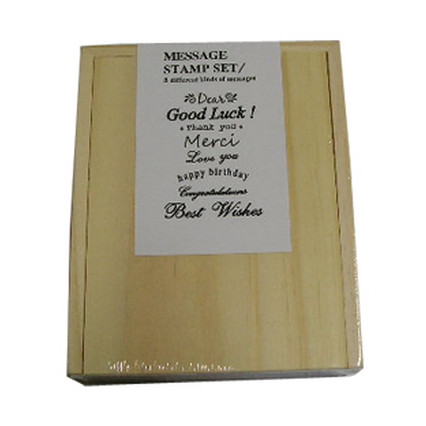 MESSAGE
STAMP SET/
8 different kinds of messages
Dear
Good Luck !
Thank you
Merci
Love you
happy birthday
Congratulations
Best Wishes